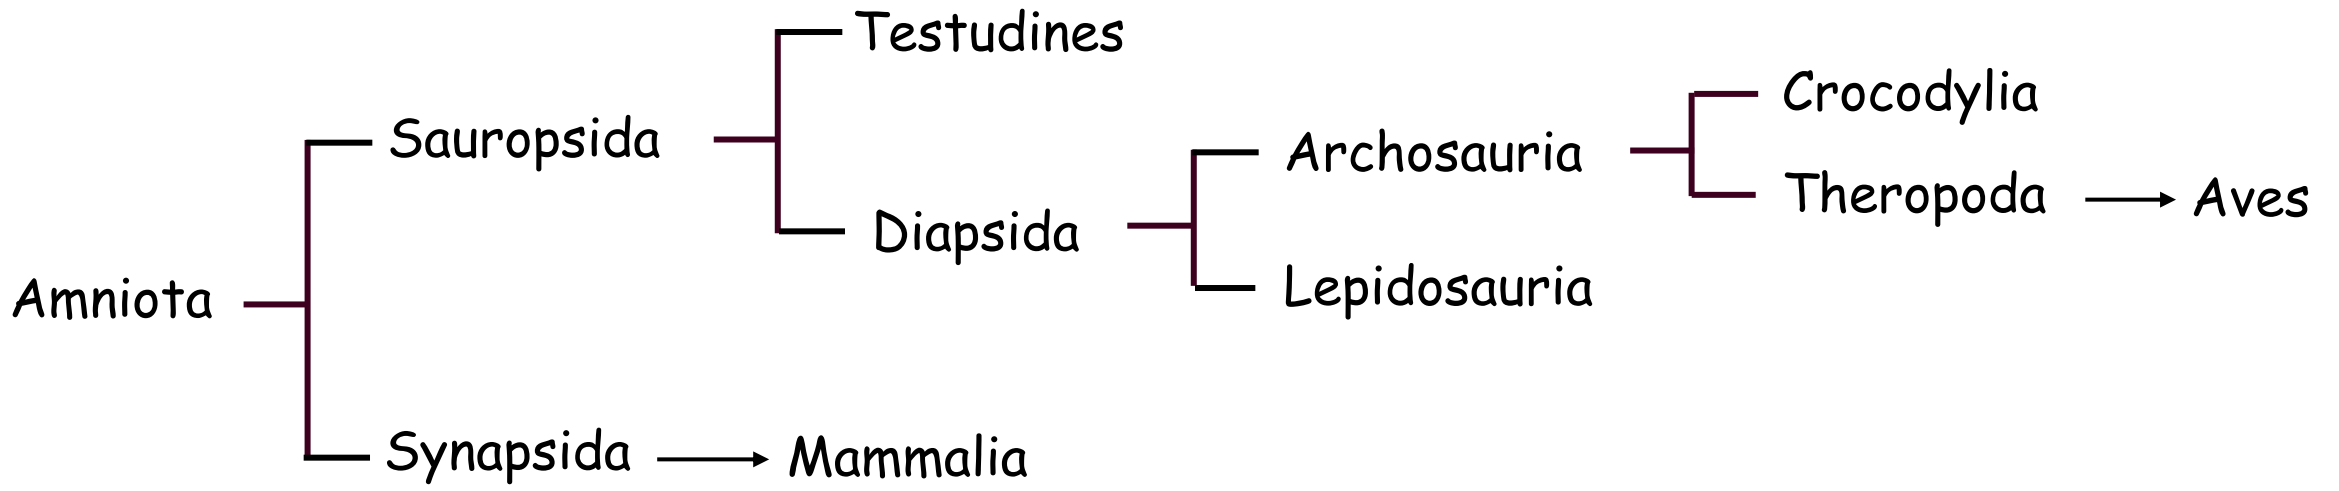 Testudines
Crocodylia
Sauropsida
Archosauria
Theropoda
Aves
Diapsida
Lepidosauria
Amniota
Synapsida
Mammalia